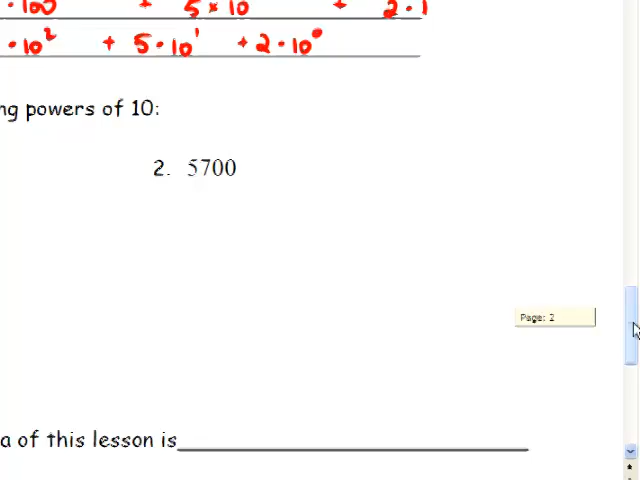 · 100 + 5 × 10 + 2 · 1
· 10² + 5 · 10¹ + 2 · 10⁰
ng powers of 10:
2. 5700
Page: 2
a of this lesson is